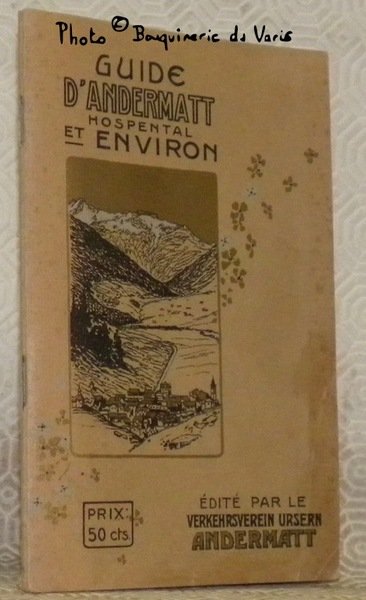 Photo © Bouquinerie du Varis
GUIDE
D'ANDERMATT
HOSPENTAL
ET ENVIRON
PRIX:
50 cts.
ÉDITÉ PAR LE
VERKEHRSVEREIN URSERN
ANDERMATT